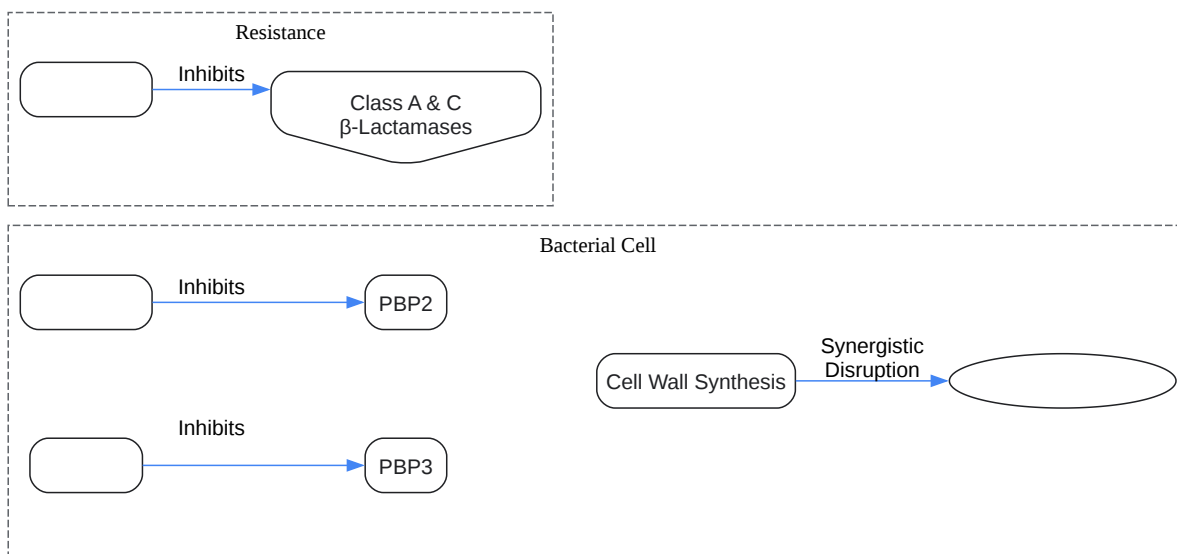 Resistance
Inhibits
Class A & C
β-Lactamases
Bacterial Cell
Inhibits
PBP2
Cell Wall Synthesis
Synergistic
Disruption
Inhibits
PBP3